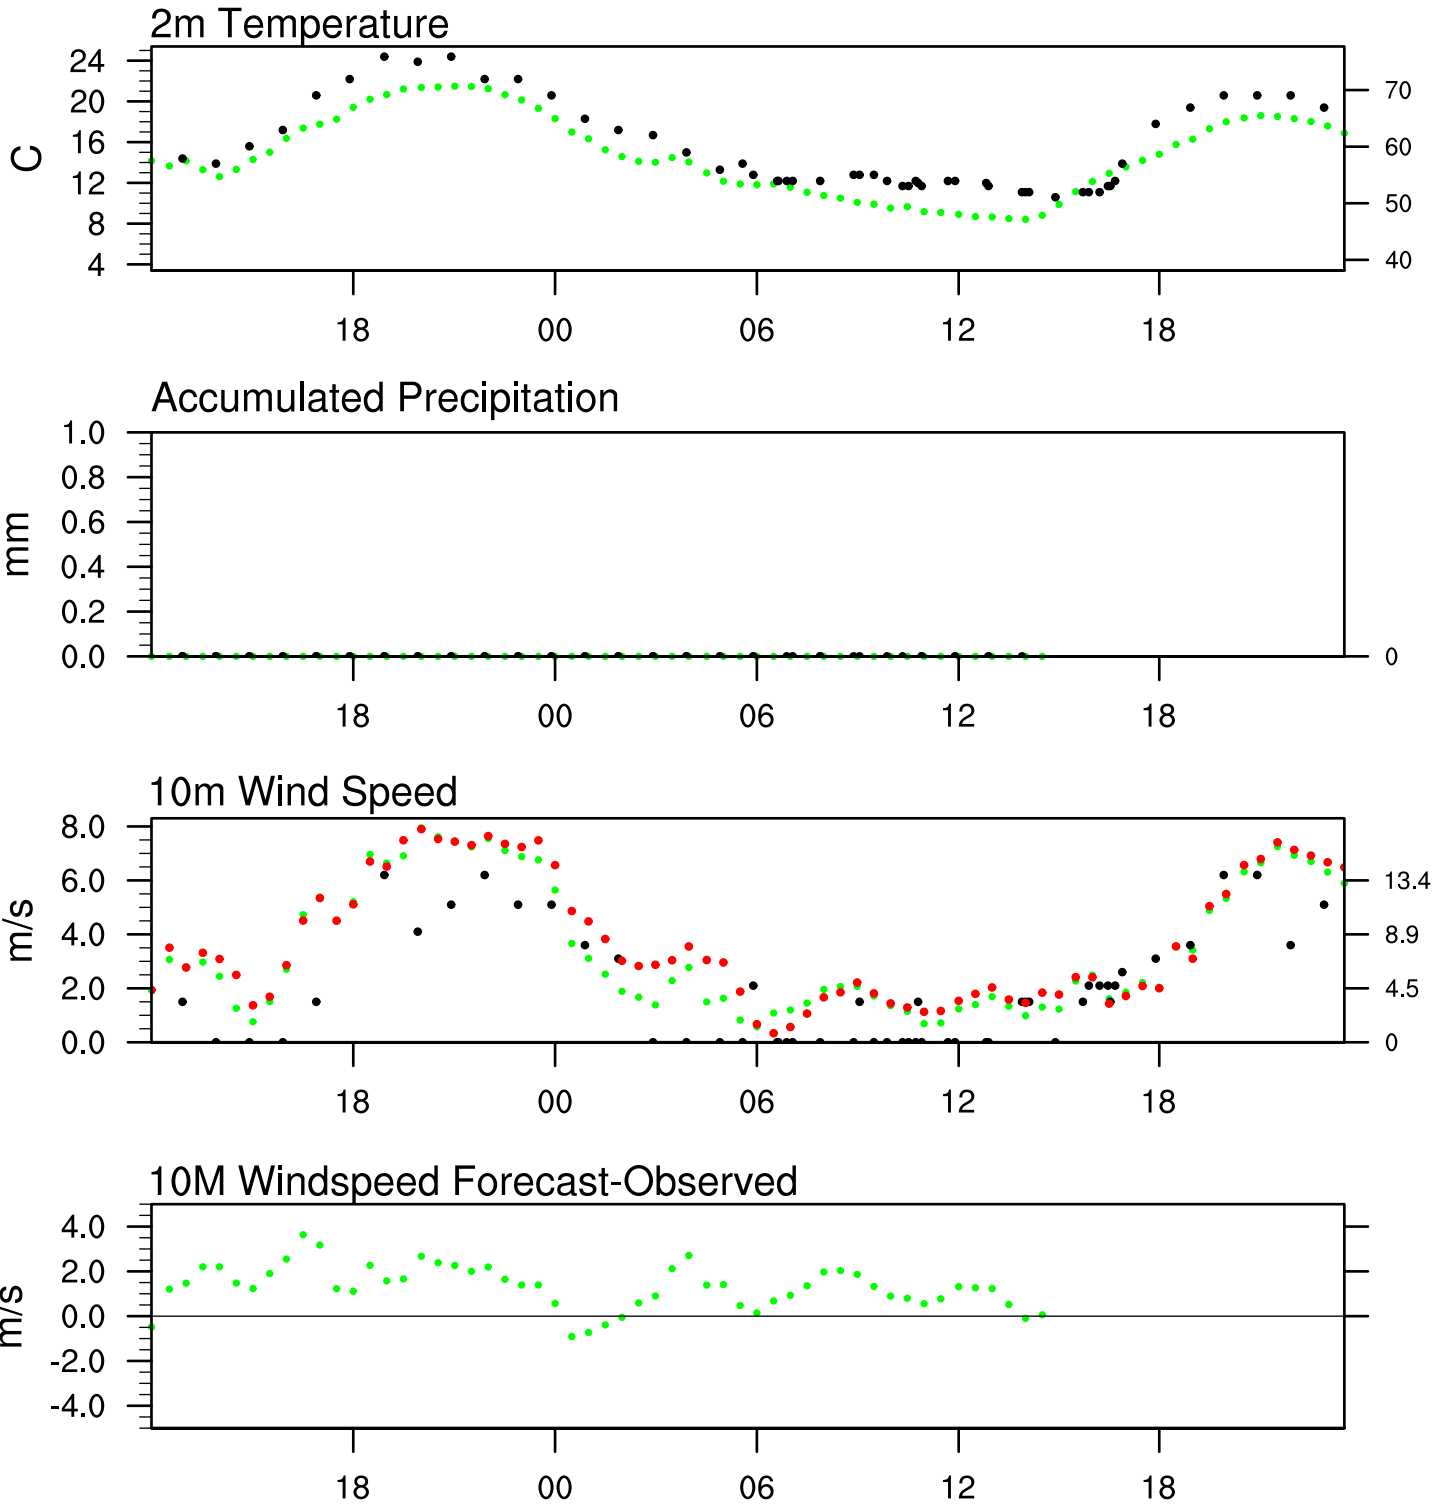 2m Temperature
24
20
16
12
8
4
C
70
60
50
40
18 00 06 12 18
Accumulated Precipitation
1.0
0.8
0.6
0.4
0.2
0.0
mm
0
18 00 06 12 18
10m Wind Speed
8.0
6.0
4.0
2.0
0.0
m/s
13.4
8.9
4.5
0
18 00 06 12 18
10M Windspeed Forecast-Observed
4.0
2.0
0.0
-2.0
-4.0
m/s
18 00 06 12 18